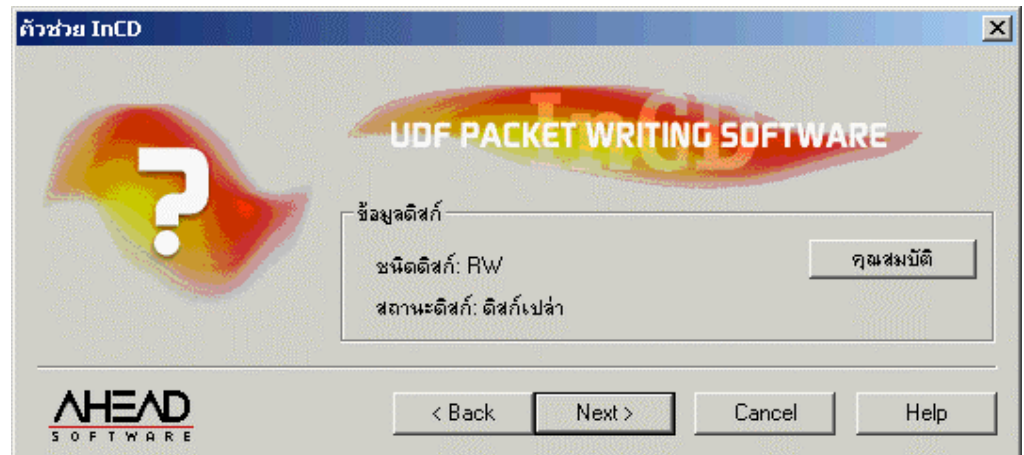 ตัวช่วย InCD
InCD
UDF PACKET WRITING SOFTWARE
ข้อมูลดิสก์
ชนิดดิสก์: RW
คุณสมบัติ
สถานะดิสก์: ดิสก์เปล่า
AHEAD
SOFTWARE
< Back
Next >
Cancel
Help